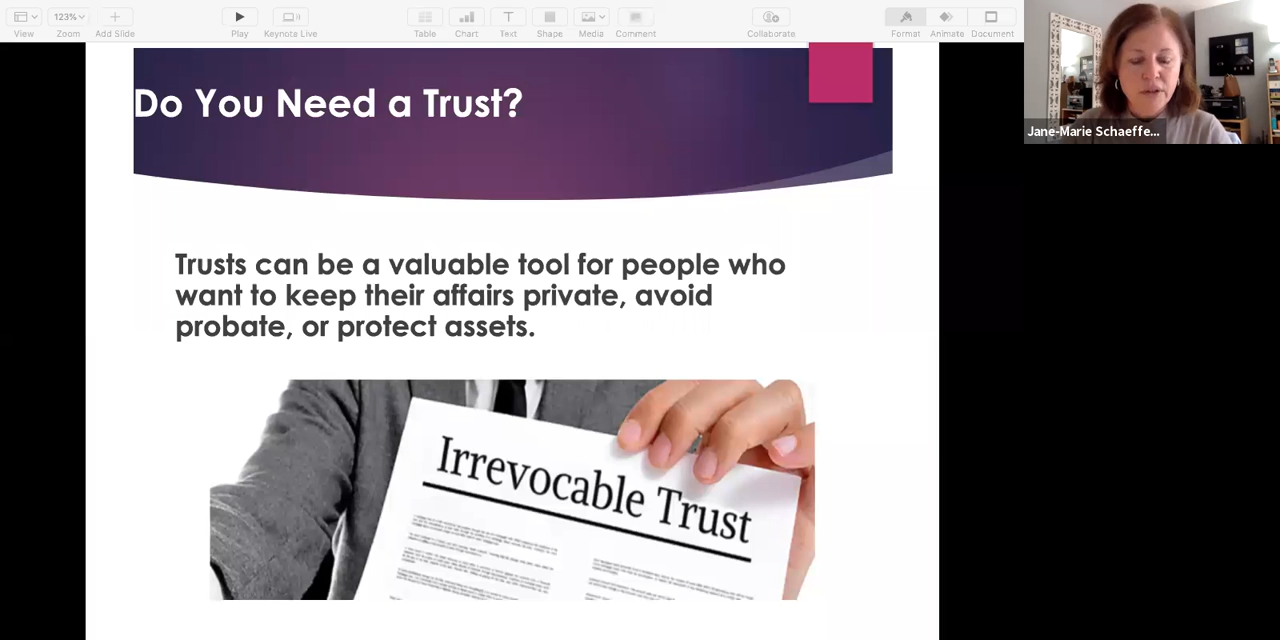 123%
View
Zoom
Add Slide
Play
Keynote Live
Table
Chart
Text
Shape
Media
Comment
Collaborate
Format
Animate
Document
Jane-Marie Schaeffe...
Do You Need a Trust?
Trusts can be a valuable tool for people who
want to keep their affairs private, avoid
probate, or protect assets.
Irrevocable Trust